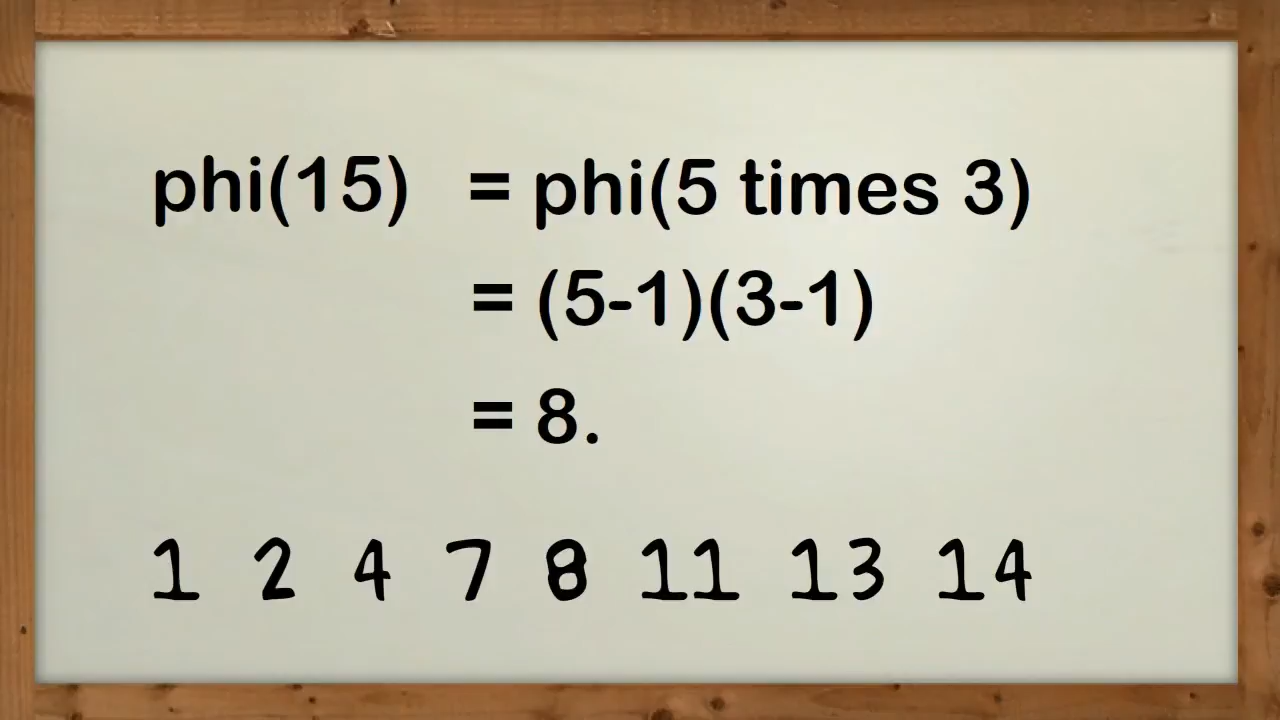 phi(15) = phi(5 times 3)
= (5-1)(3-1)
= 8.
1 2 4 7 8 11 13 14